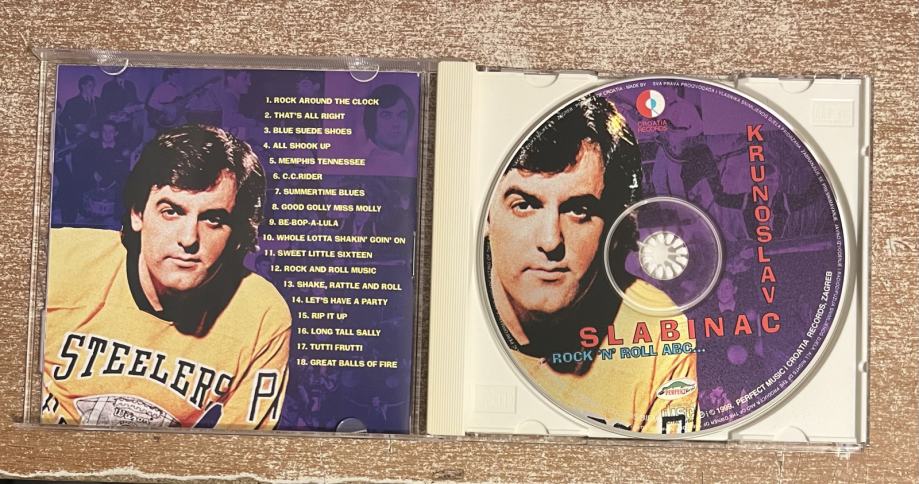 1. ROCK AROUND THE CLOCK
2. THAT'S ALL RIGHT
3. BLUE SUEDE SHOES
4. ALL SHOOK UP
5. MEMPHIS TENNESSEE
6. C.C.RIDER
7. SUMMERTIME BLUES
8. GOOD GOLLY MISS MOLLY
9. BE-BOP-A-LULA
10. WHOLE LOTTA SHAKIN' GOIN' ON
11. SWEET LITTLE SIXTEEN
12. ROCK AND ROLL MUSIC
13. SHAKE, RATTLE AND ROLL
14. LET'S HAVE A PARTY
15. RIP IT UP
16. LONG TALL SALLY
17. TUTTI FRUTTI
18. GREAT BALLS OF FIRE
STEELERS
CROATIA
RECORDS
KRUNOSLAV
SLABINAC
ROCK 'N' ROLL ABC...
1999. PERFECT MUSIC I CROATIA RECORDS, ZAGREB